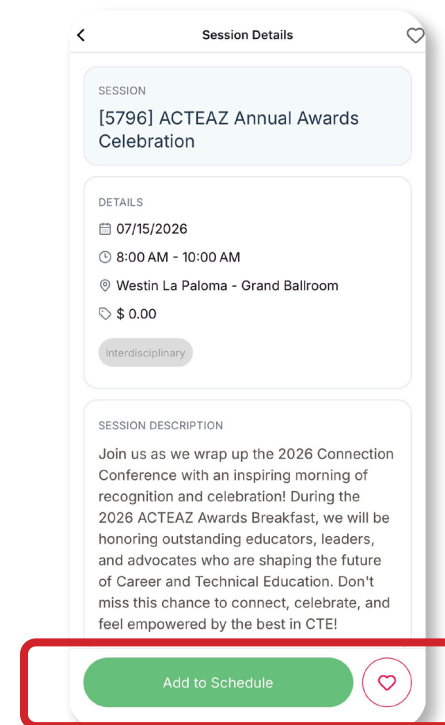 Session Details
SESSION
[5796] ACTEAZ Annual Awards
Celebration
DETAILS
07/15/2026
8:00 AM - 10:00 AM
Westin La Paloma - Grand Ballroom
$ 0.00
Interdisciplinary
SESSION DESCRIPTION
Join us as we wrap up the 2026 Connection
Conference with an inspiring morning of
recognition and celebration! During the
2026 ACTEAZ Awards Breakfast, we will be
honoring outstanding educators, leaders,
and advocates who are shaping the future
of Career and Technical Education. Don't
miss this chance to connect, celebrate, and
feel empowered by the best in CTE!
Add to Schedule